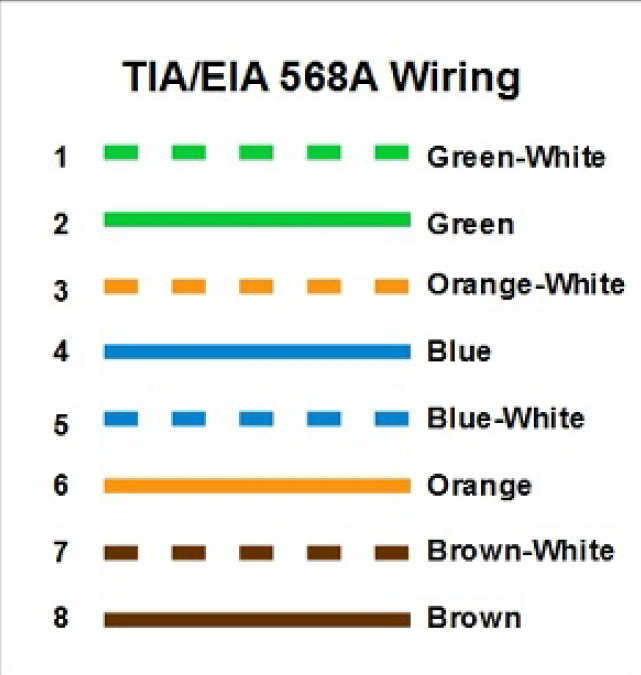 TIA/EIA 568A Wiring
1 Green-White
2 Green
3 Orange-White
4 Blue
5 Blue-White
6 Orange
7 Brown-White
8 Brown